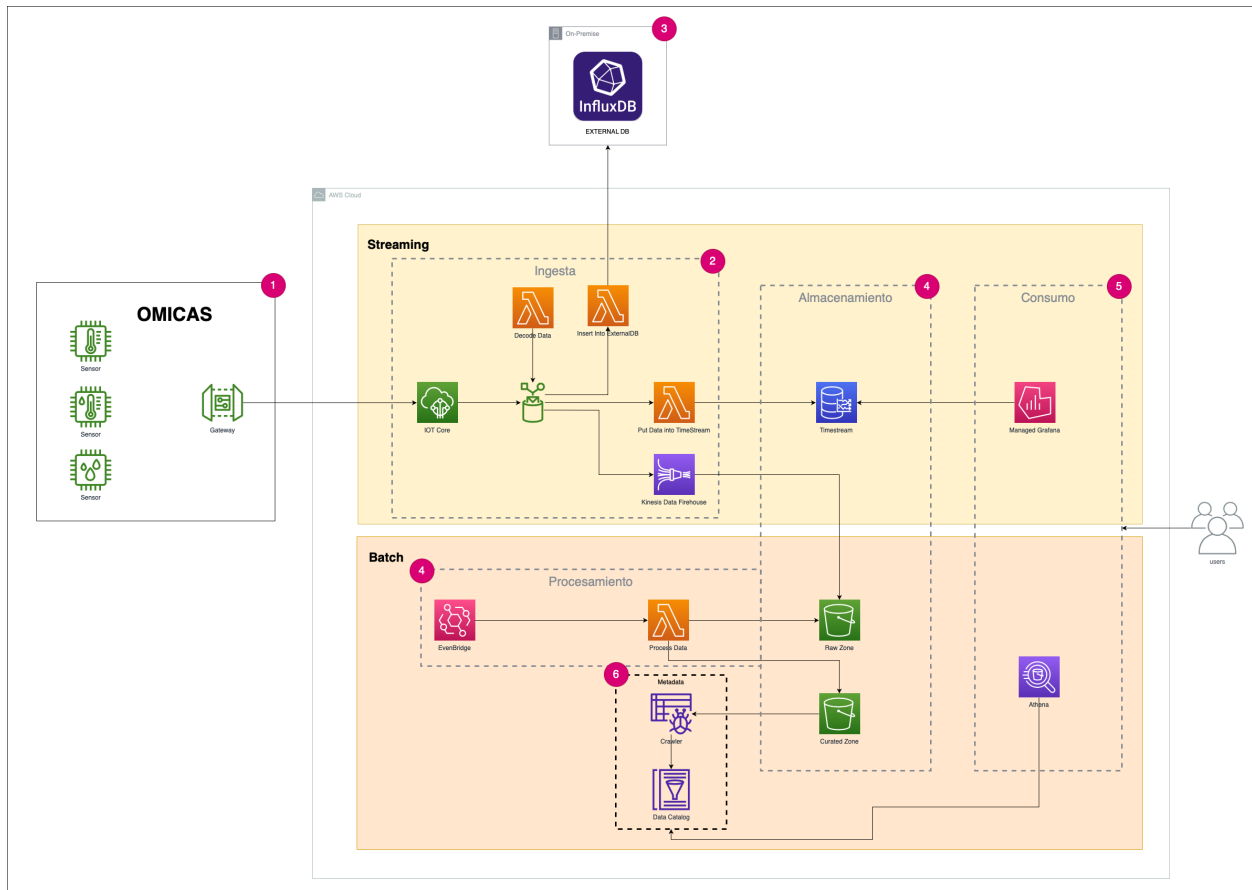 On-Premise
3
InfluxDB
EXTERNAL DB
AWS Cloud
Streaming
Ingesta
2
Almacenamiento
4
Consumo
5
1
OMICAS
Sensor
Sensor
Sensor
Gateway
Decode Data
Insert Into ExternalDB
IOT Core
Put Data into TimeStream
Timestream
Managed Grafana
Kinesis Data Firehouse
users
Batch
4
Procesamiento
EvenBridge
Process Data
Raw Zone
6
Metadata
Crawler
Curated Zone
Athena
Data Catalog